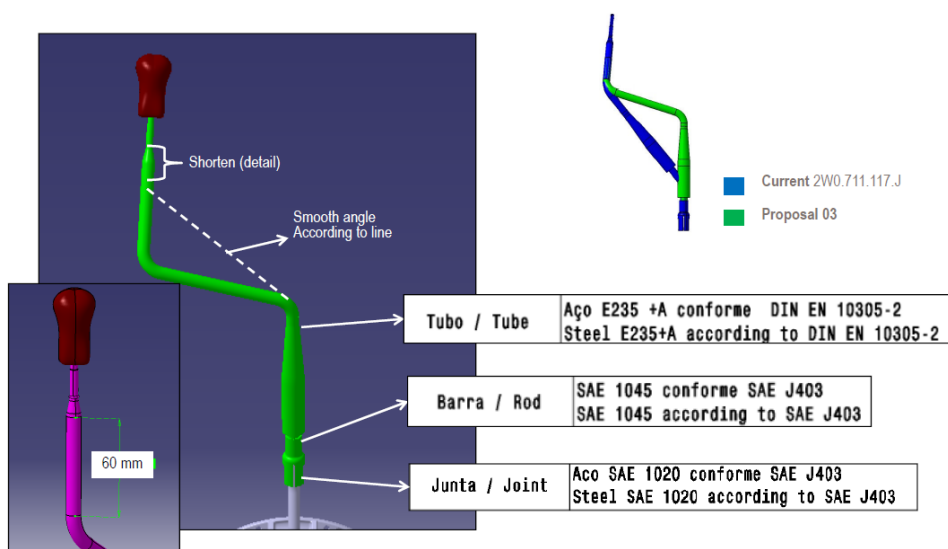 Shorten (detail)
Smooth angle
According to line
Current 2W0.711.117.J
Proposal 03
Tubo / Tube
Aço E235 +A conforme DIN EN 10305-2
Steel E235+A according to DIN EN 10305-2
Barra / Rod
SAE 1045 conforme SAE J403
SAE 1045 according to SAE J403
60 mm
Junta / Joint
Aco SAE 1020 conforme SAE J403
Steel SAE 1020 according to SAE J403